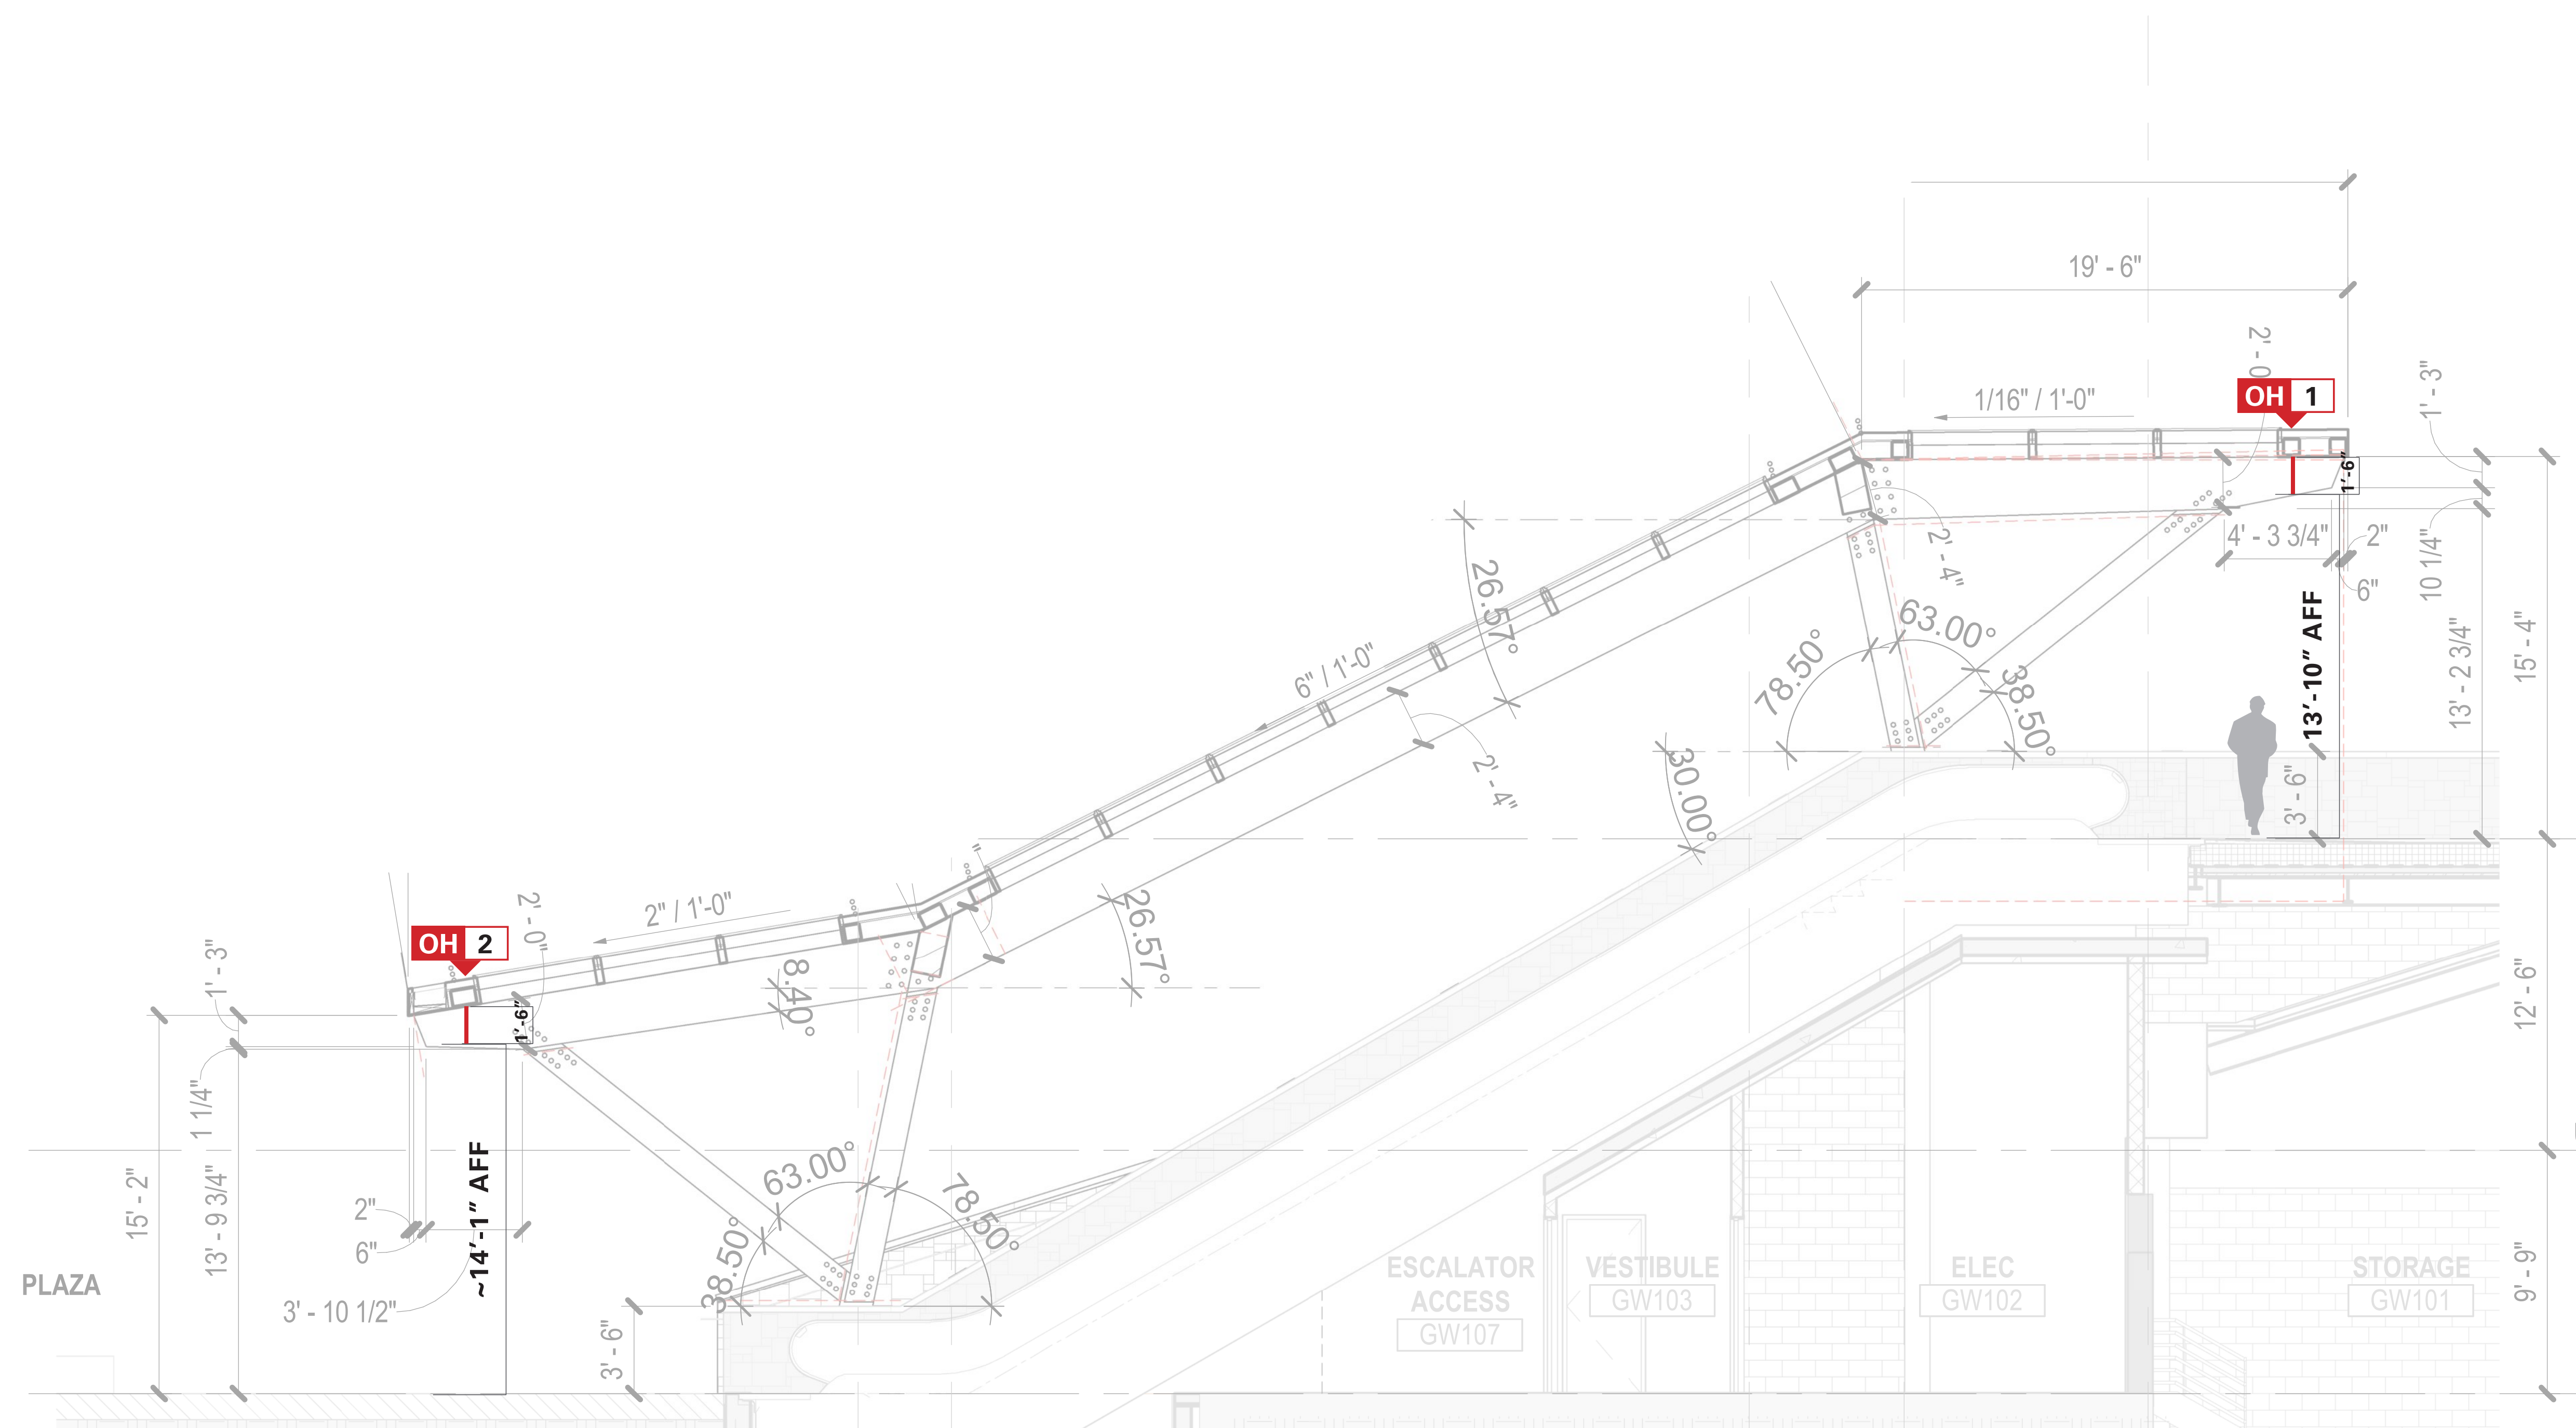 19' - 6"
2' - 0"
1' - 3"
1/16" / 1'-0"
OH 1
1'-6"
4' - 3 3/4"
2"
6"
10 1/4"
13'-10" AFF
13' - 2 3/4"
15' - 4"
26.57°
2' - 4"
63.00°
78.50°
38.50°
6" / 1'-0"
2' - 4"
30.00°
3' - 6"
2" / 1'-0"
2' - 0"
OH 2
1' - 3"
1'-6"
8.40°
26.57°
12' - 6"
1 1/4"
~14'-1" AFF
15' - 2"
13' - 9 3/4"
2"
6"
3' - 10 1/2"
PLAZA
63.00°
78.50°
38.50°
3' - 6"
ESCALATOR
ACCESS
GW107
VESTIBULE
GW103
ELEC
GW102
STORAGE
GW101
9' - 9"